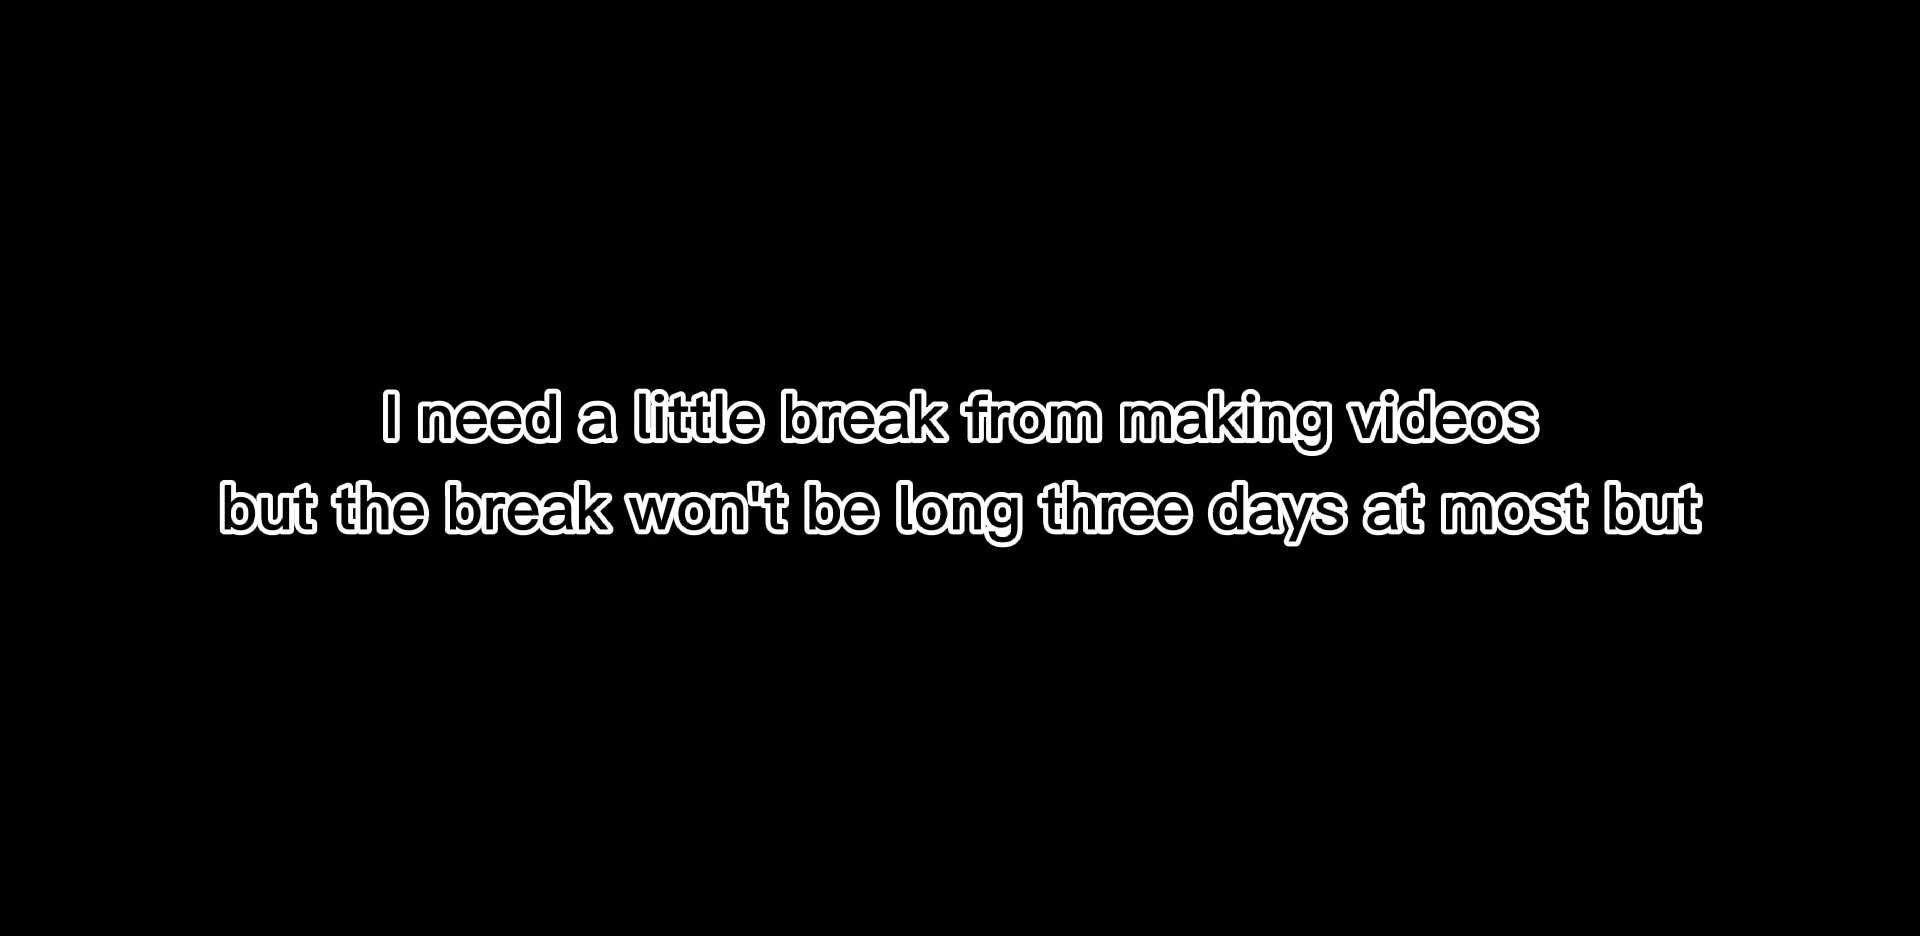 I need a little break from making videos
but the break won't be long three days at most but